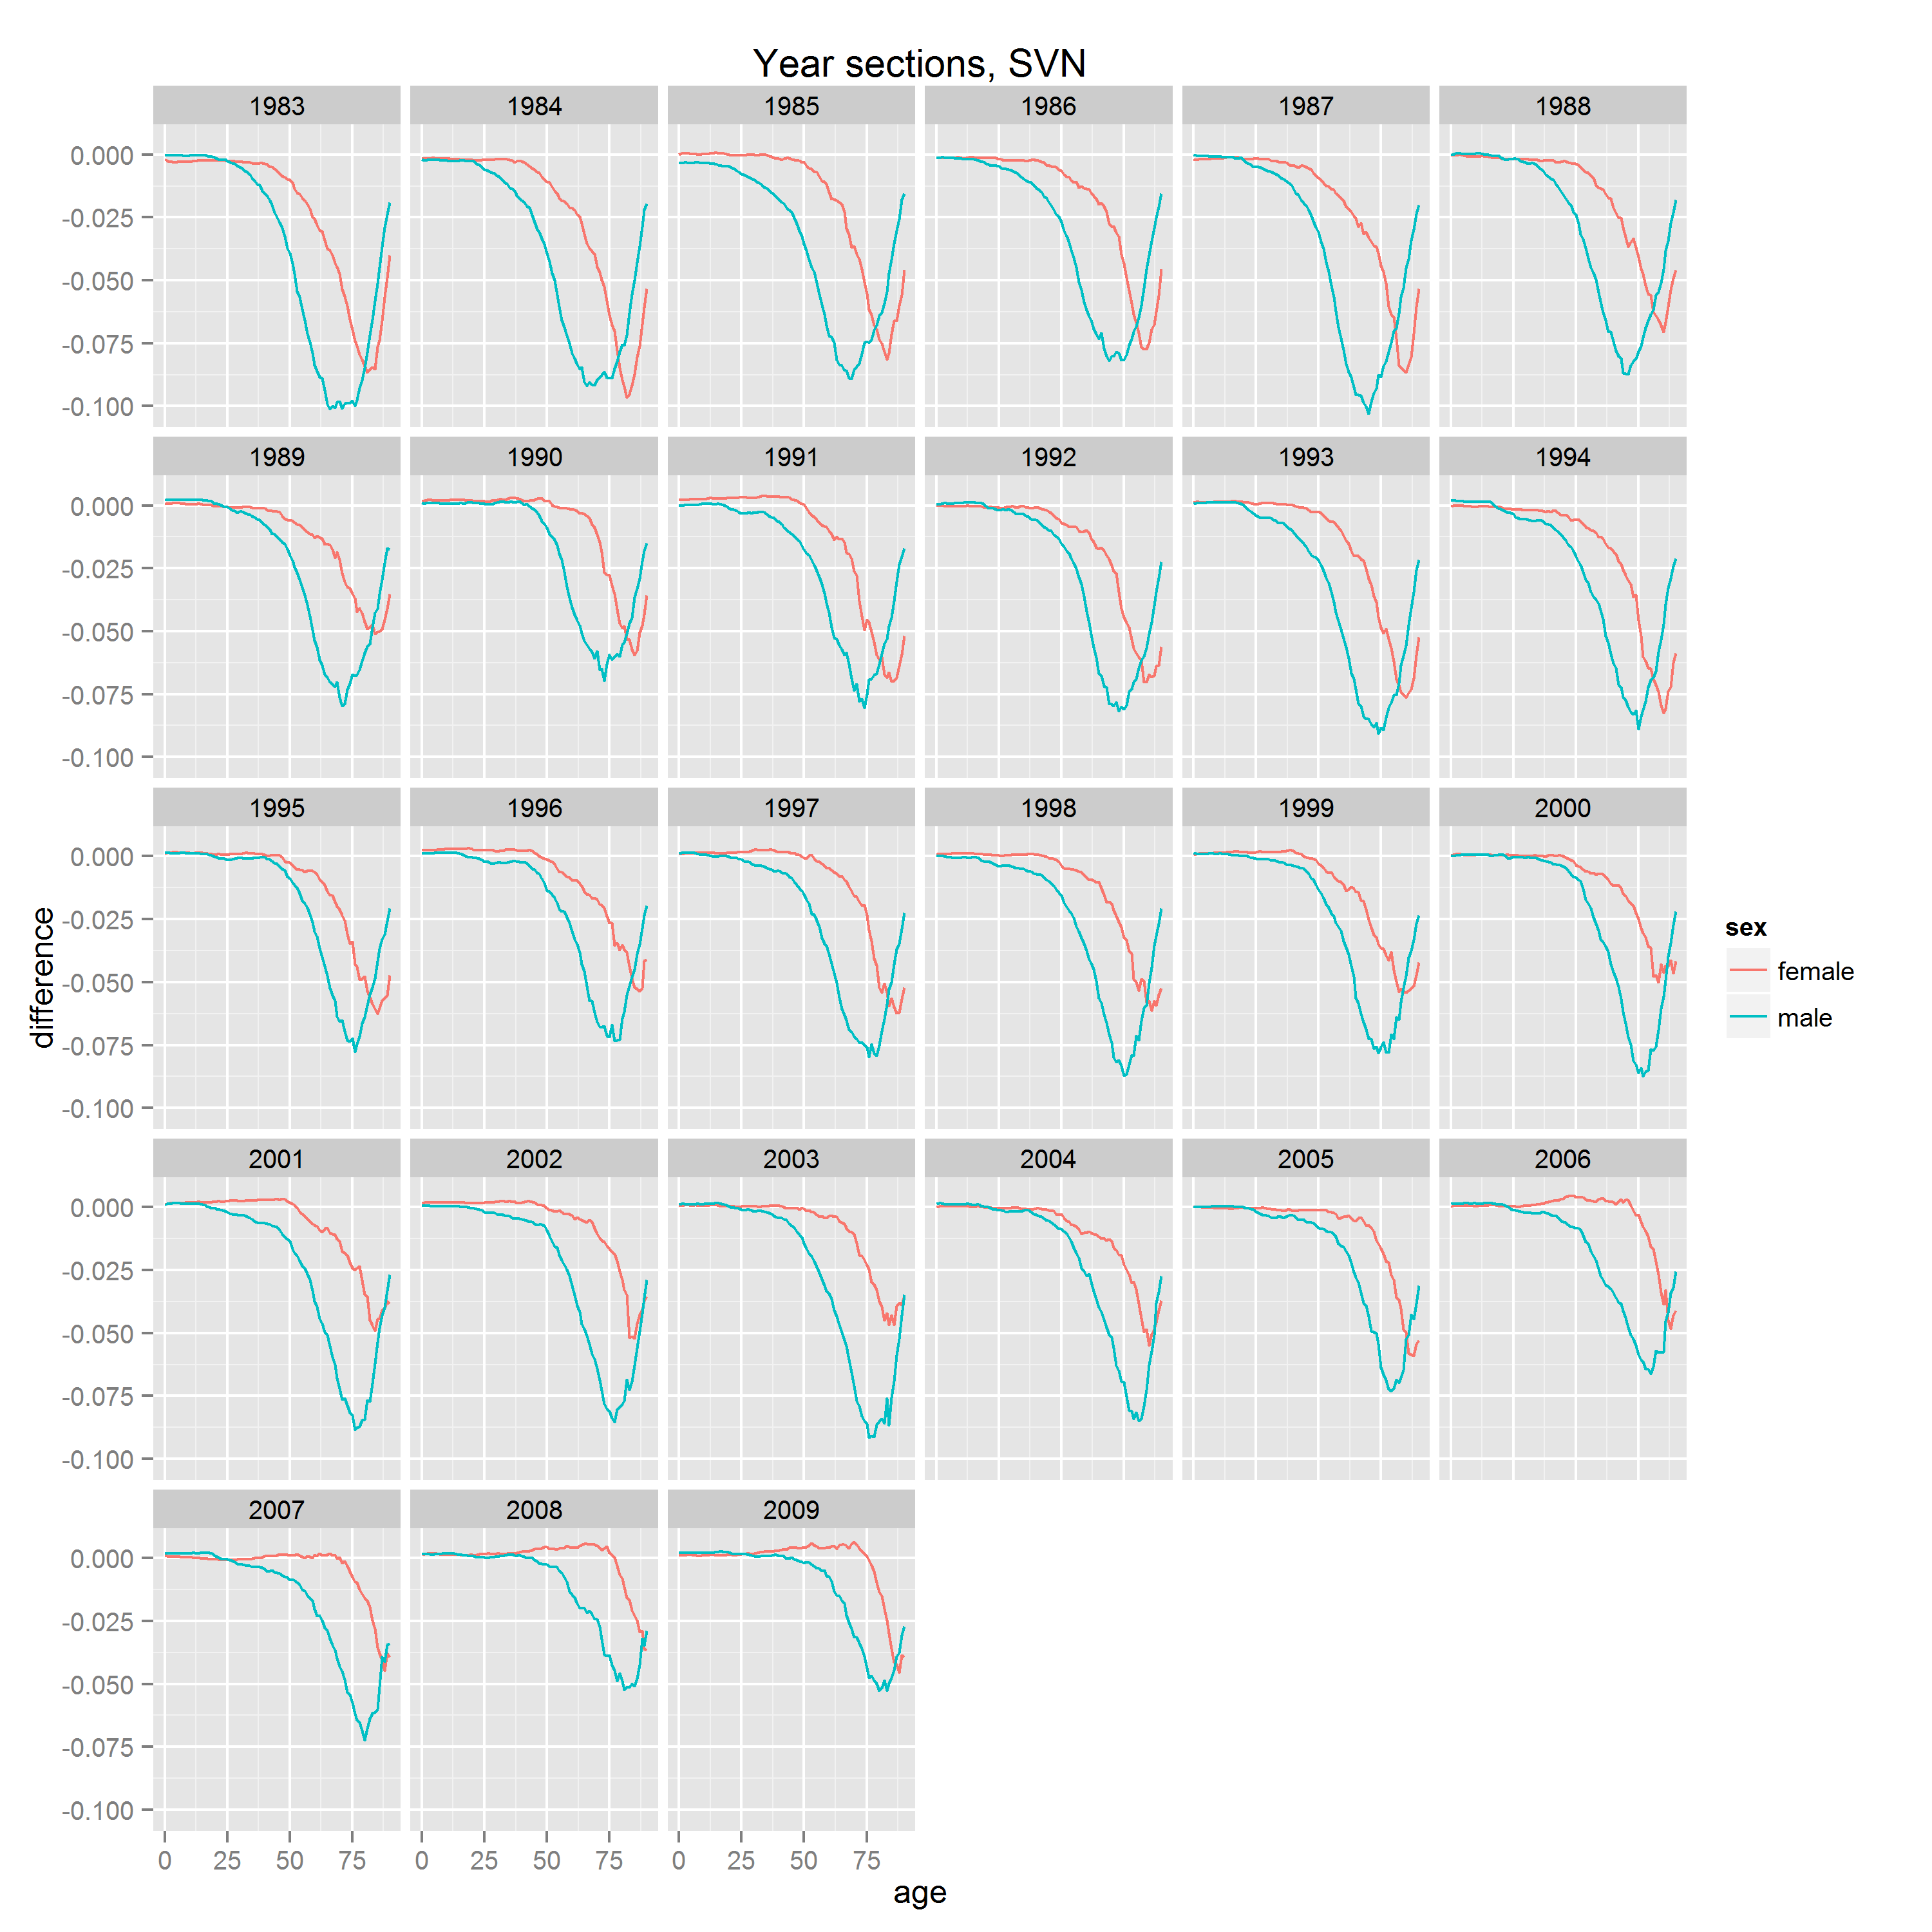 Year sections, SVN
1983 1984 1985 1986 1987 1988
0.000
-0.025
-0.050
-0.075
-0.100
1989 1990 1991 1992 1993 1994
0.000
-0.025
-0.050
-0.075
-0.100
1995 1996 1997 1998 1999 2000
0.000
-0.025
-0.050
-0.075
-0.100
2001 2002 2003 2004 2005 2006
0.000
-0.025
-0.050
-0.075
-0.100
2007 2008 2009
0.000
-0.025
-0.050
-0.075
-0.100
0 25 50 75 0 25 50 75 0 25 50 75
age
difference
sex
female
male